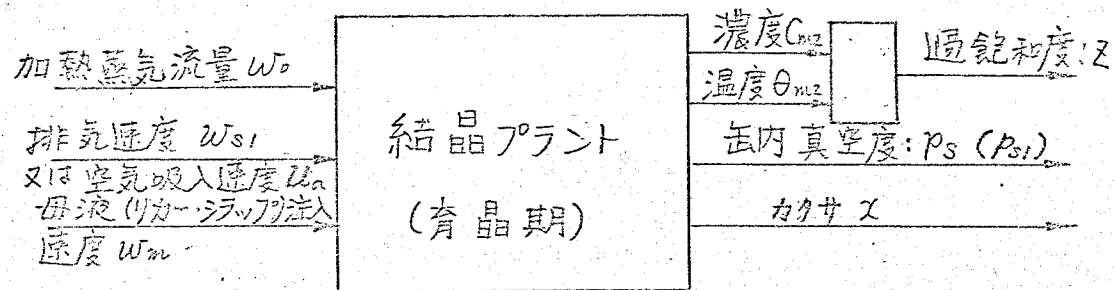 加熱蒸気流量 W₀
排気速度 WS1
又は空気吸入速度 Ua
母液(リカー・シラップ)注入
速度 Wm
結晶プラント
(育晶期)
濃度 Cm2
温度 θm2
過飽和度:Z
缶内真空度:PS (PS1)
カタサ X